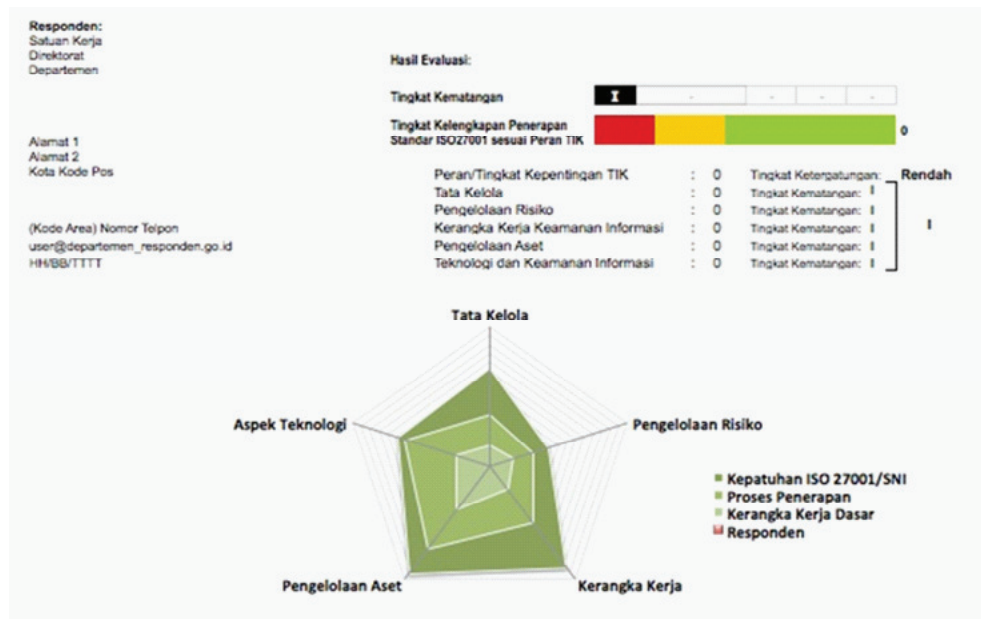 Responden:
Satuan Kerja
Direktorat
Departemen
Alamat 1
Alamat 2
Kota Kode Pos
(Kode Area) Nomor Telpon
user@departemen_responden.go.id
HH/BB/TTTT
Hasil Evaluasi:
Tingkat Kematangan I - - - -
Tingkat Kelengkapan Penerapan
Standar ISO27001 sesuai Peran TIK 0
Peran/Tingkat Kepentingan TIK : 0 Tingkat Ketergatungan: Rendah
Tata Kelola : 0 Tingkat Kematangan: I
Pengelolaan Risiko : 0 Tingkat Kematangan: I
Kerangka Kerja Keamanan Informasi : 0 Tingkat Kematangan: I I
Pengelolaan Aset : 0 Tingkat Kematangan: I
Teknologi dan Keamanan Informasi : 0 Tingkat Kematangan: I
Tata Kelola
Aspek Teknologi
Pengelolaan Risiko
Kepatuhan ISO 27001/SNI
Proses Penerapan
Kerangka Kerja Dasar
Responden
Pengelolaan Aset
Kerangka Kerja